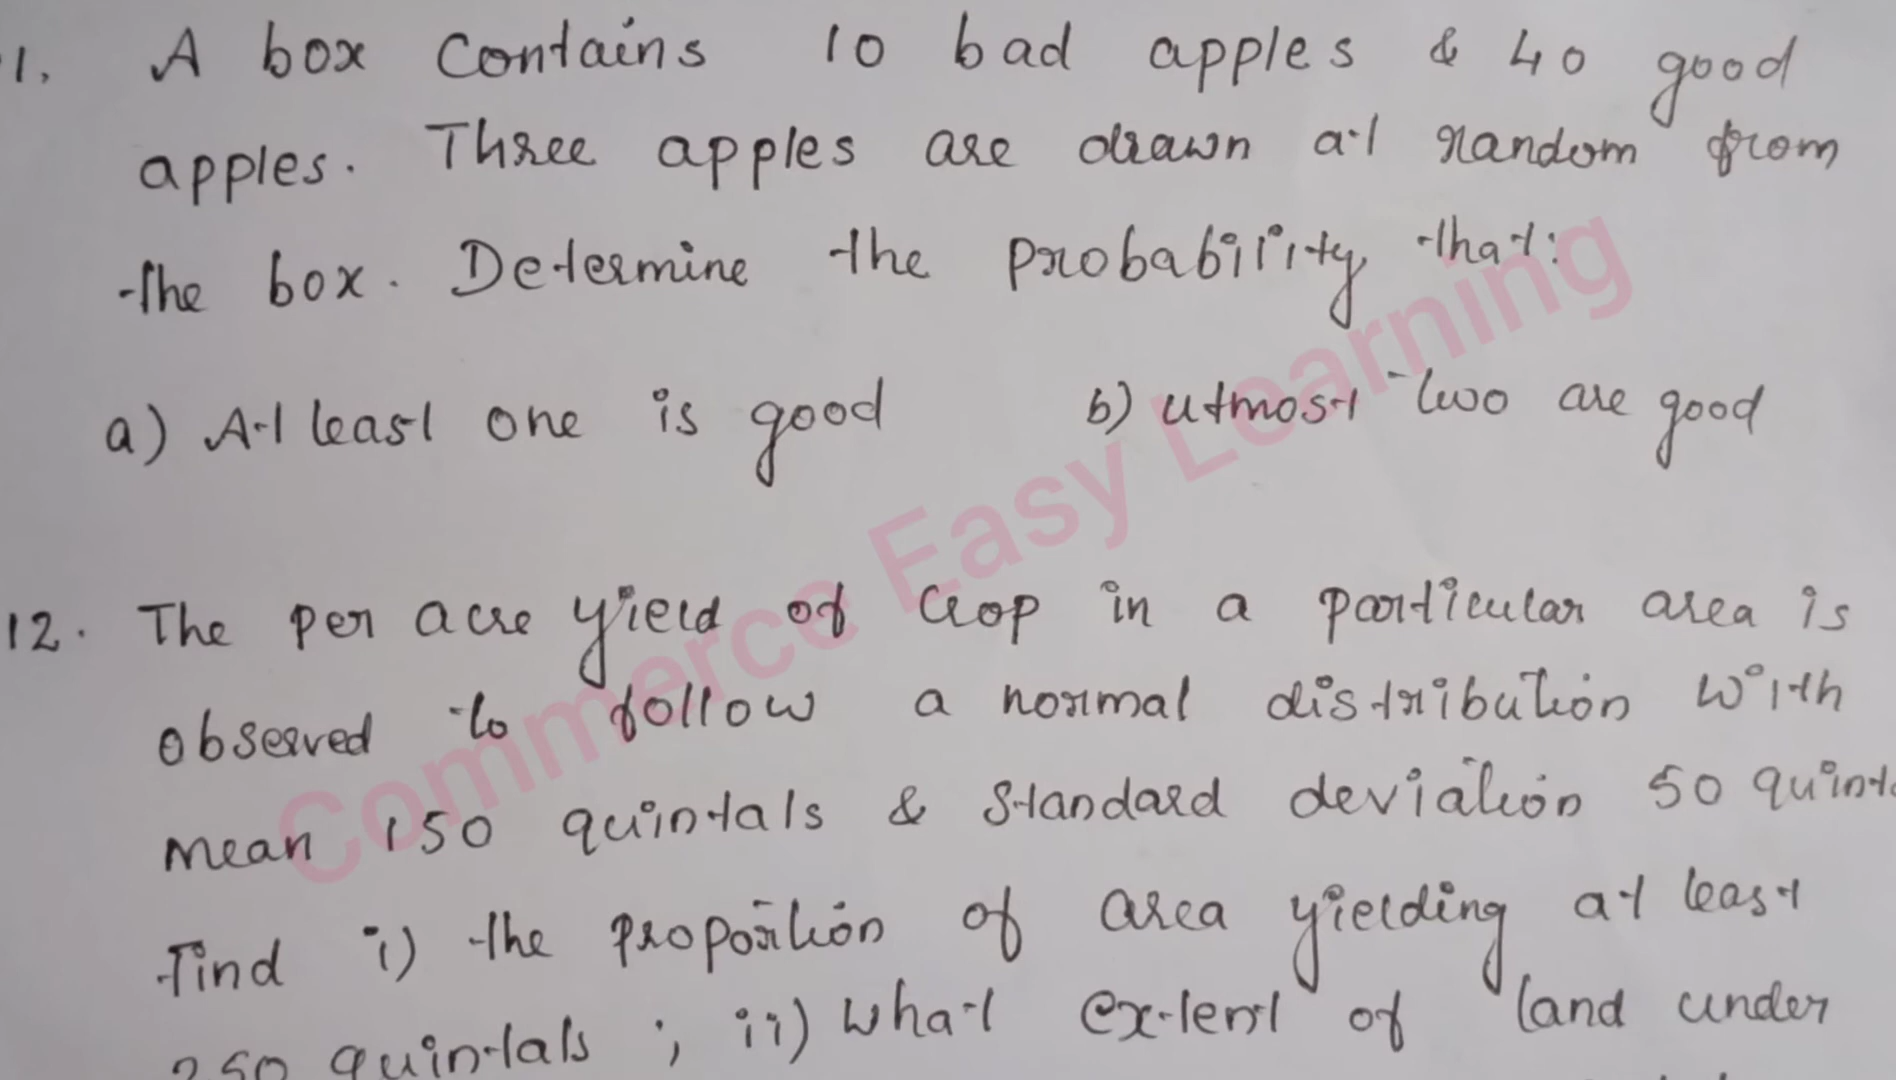 1. A box contains 10 bad apples & 40 good
apples. Three apples are drawn at random from
the box. Determine the probability that:
a) At least one is good b) utmost two are good
12. The per acre yield of crop in a particular area is
observed to follow a normal distribution with
mean 150 quintals & standard deviation 50
Find i) the proportion of area yielding at least
250 quintals ; ii) what extent of land under
Commerce Easy Learning